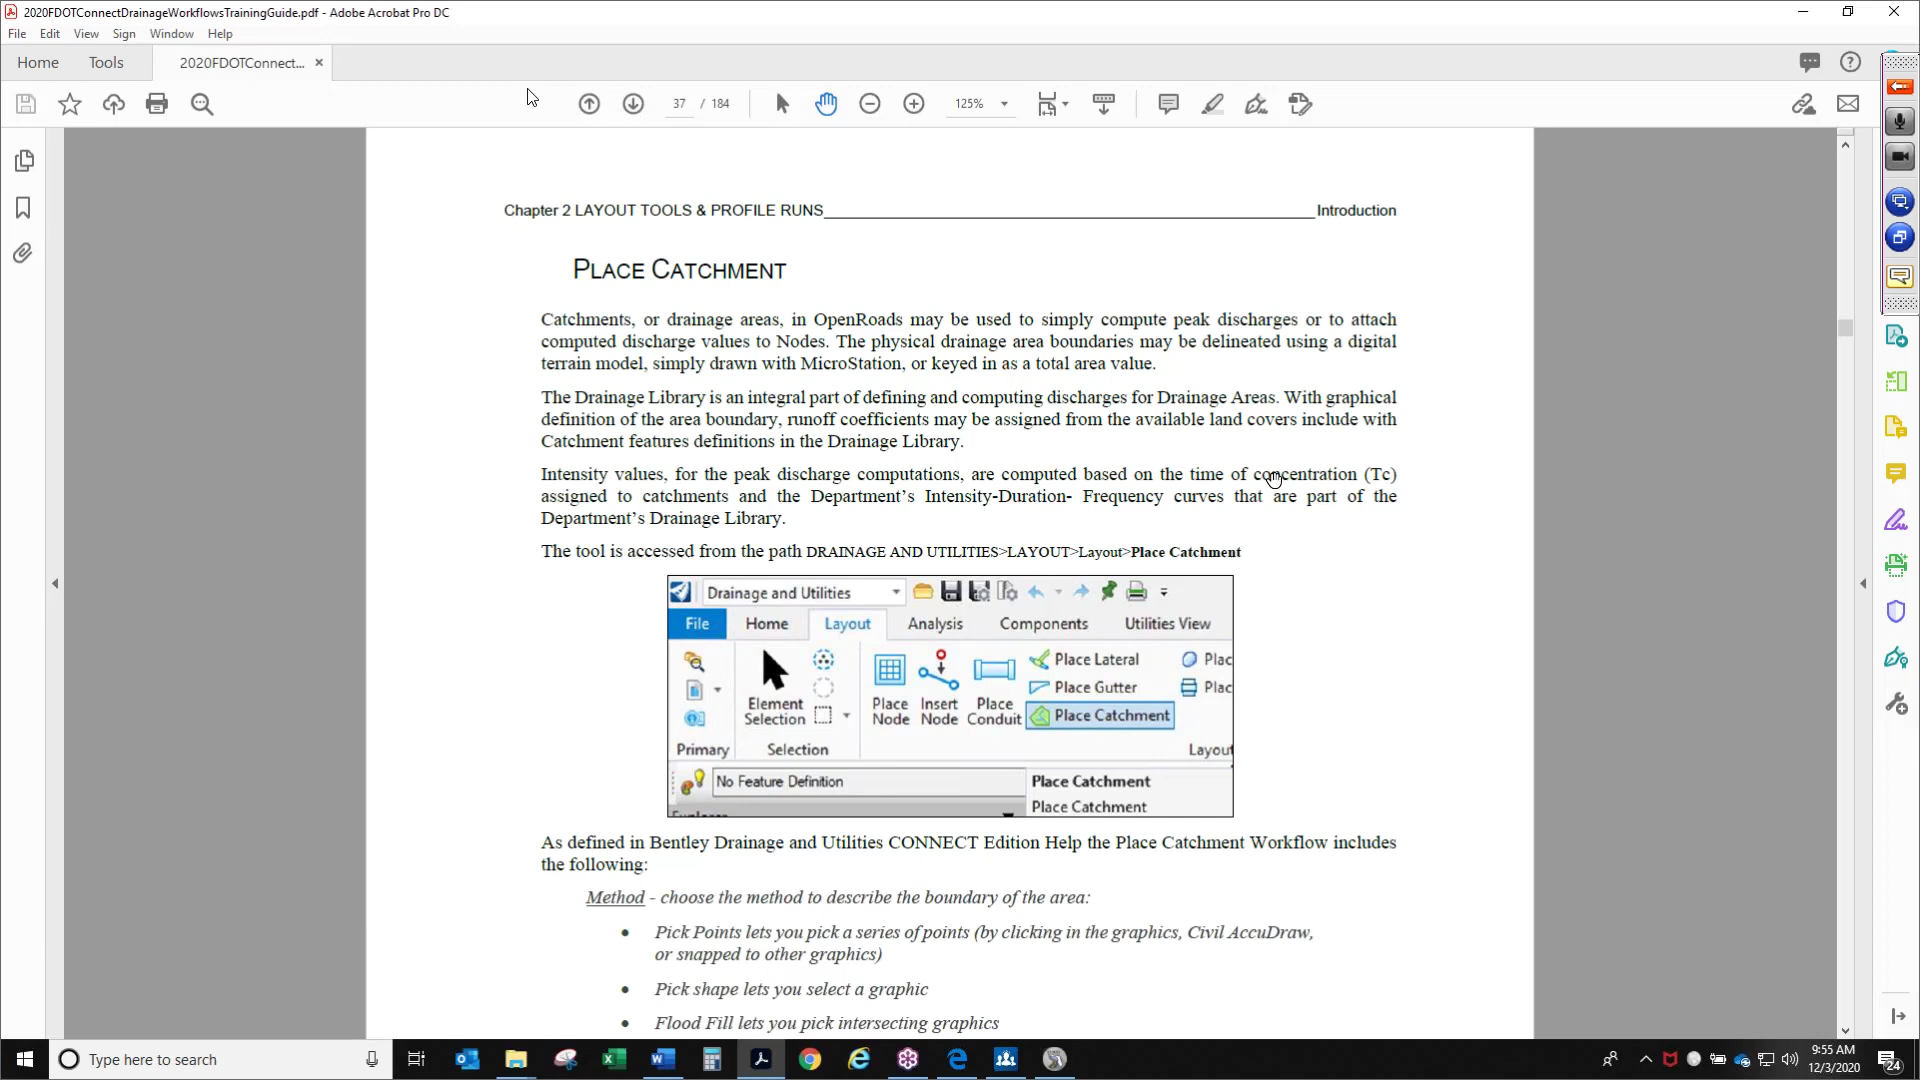 2020FDOTConnectDrainageWorkflowsTrainingGuide.pdf - Adobe Acrobat Pro DC
File Edit View Sign Window Help
Home Tools 2020FDOTConnect... ×
37 / 184 125%
Chapter 2 LAYOUT TOOLS & PROFILE RUNS Introduction
PLACE CATCHMENT
Catchments, or drainage areas, in OpenRoads may be used to simply compute peak discharges or to attach
computed discharge values to Nodes. The physical drainage area boundaries may be delineated using a digital
terrain model, simply drawn with MicroStation, or keyed in as a total area value.
The Drainage Library is an integral part of defining and computing discharges for Drainage Areas. With graphical
definition of the area boundary, runoff coefficients may be assigned from the available land covers include with
Catchment features definitions in the Drainage Library.
Intensity values, for the peak discharge computations, are computed based on the time of concentration (Tc)
assigned to catchments and the Department's Intensity-Duration- Frequency curves that are part of the
Department's Drainage Library.
The tool is accessed from the path DRAINAGE AND UTILITIES>LAYOUT>Layout>Place Catchment
Drainage and Utilities
File Home Layout Analysis Components Utilities View
Place Lateral Plac
Place Gutter Plac
Place Catchment
Element Selection
Place Node
Insert Node
Place Conduit
Primary Selection Layout
No Feature Definition
Place Catchment
Place Catchment
As defined in Bentley Drainage and Utilities CONNECT Edition Help the Place Catchment Workflow includes
the following:
Method - choose the method to describe the boundary of the area:
• Pick Points lets you pick a series of points (by clicking in the graphics, Civil AccuDraw,
or snapped to other graphics)
• Pick shape lets you select a graphic
• Flood Fill lets you pick intersecting graphics
Type here to search
9:55 AM
12/3/2020
24